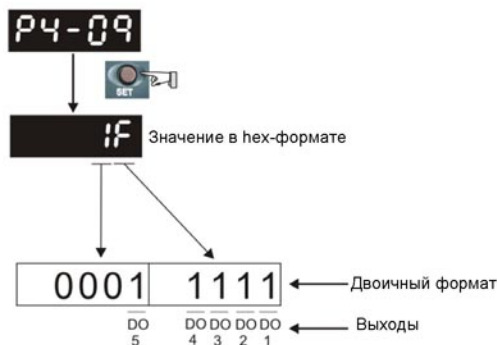 P4-09
SET
1F Значение в hex-формате
0001 1111 Двоичный формат
DO DO DO DO DO Выходы
5 4 3 2 1